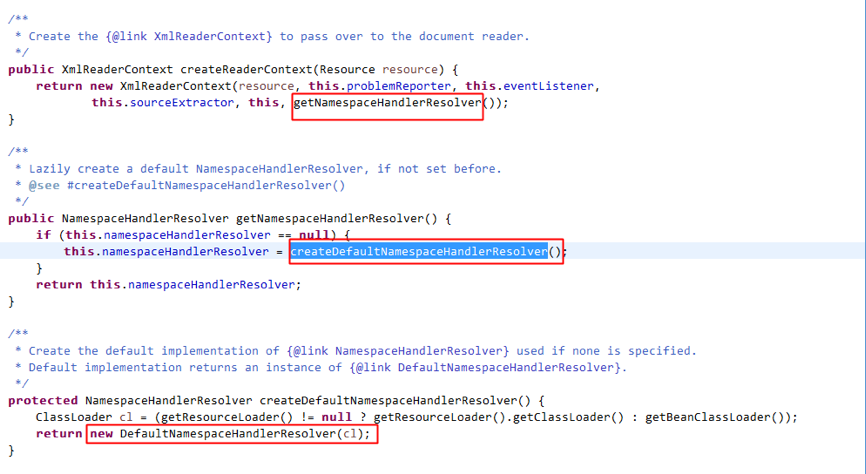 /**
 * Create the {@link XmlReaderContext} to pass over to the document reader.
 */
public XmlReaderContext createReaderContext(Resource resource) {
    return new XmlReaderContext(resource, this.problemReporter, this.eventListener,
            this.sourceExtractor, this, getNamespaceHandlerResolver());
}

/**
 * Lazily create a default NamespaceHandlerResolver, if not set before.
 * @see #createDefaultNamespaceHandlerResolver()
 */
public NamespaceHandlerResolver getNamespaceHandlerResolver() {
    if (this.namespaceHandlerResolver == null) {
        this.namespaceHandlerResolver = createDefaultNamespaceHandlerResolver();
    }
    return this.namespaceHandlerResolver;
}

/**
 * Create the default implementation of {@link NamespaceHandlerResolver} used if none is specified.
 * Default implementation returns an instance of {@link DefaultNamespaceHandlerResolver}.
 */
protected NamespaceHandlerResolver createDefaultNamespaceHandlerResolver() {
    ClassLoader cl = (getResourceLoader() != null ? getResourceLoader().getClassLoader() : getBeanClassLoader());
    return new DefaultNamespaceHandlerResolver(cl);
}